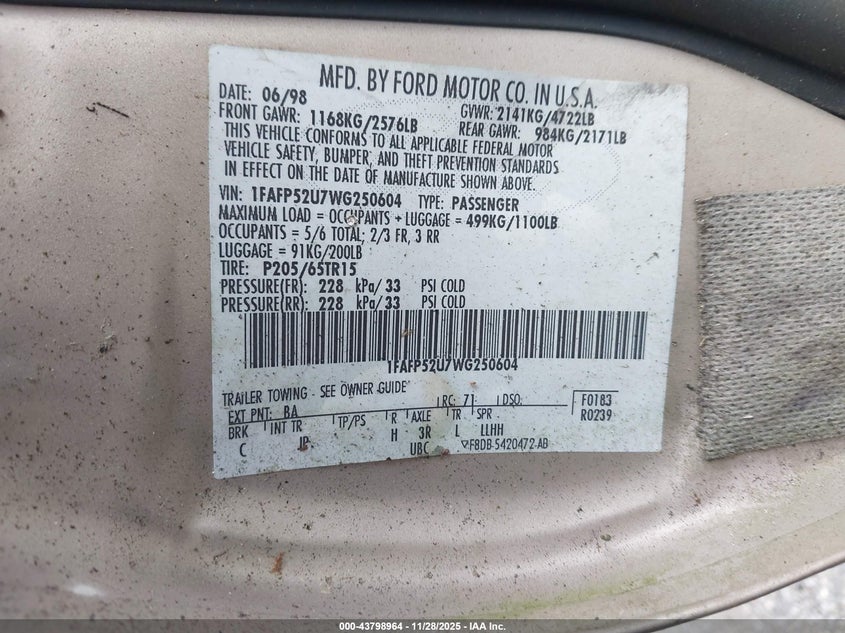 MFD. BY FORD MOTOR CO. IN U.S.A.
DATE: 06/98 GVWR: 2141KG/4722LB
FRONT GAWR: 1168KG/2576LB REAR GAWR: 984KG/2171LB
THIS VEHICLE CONFORMS TO ALL APPLICABLE FEDERAL MOTOR
VEHICLE SAFETY, BUMPER, AND THEFT PREVENTION STANDARDS
IN EFFECT ON THE DATE OF MANUFACTURE SHOWN ABOVE.
VIN: 1FAFP52U7WG250604 TYPE: PASSENGER
MAXIMUM LOAD = OCCUPANTS + LUGGAGE = 499KG/1100LB
OCCUPANTS = 5/6 TOTAL; 2/3 FR, 3 RR
LUGGAGE = 91KG/200LB
TIRE: P205/65TR15
PRESSURE(FR): 228 kPa/33 PSI COLD
PRESSURE(RR): 228 kPa/33 PSI COLD
1FAFP52U7WG250604
TRAILER TOWING - SEE OWNER GUIDE
EXT PNT: BA RC: 71 DSO: F0183
BRK INT TR TP/PS R AXLE TR SPR R0239
C JP H 3R L LLHH
UBC F8DB-5420472-AB
000-43798964 - 11/28/2025 - IAA Inc.